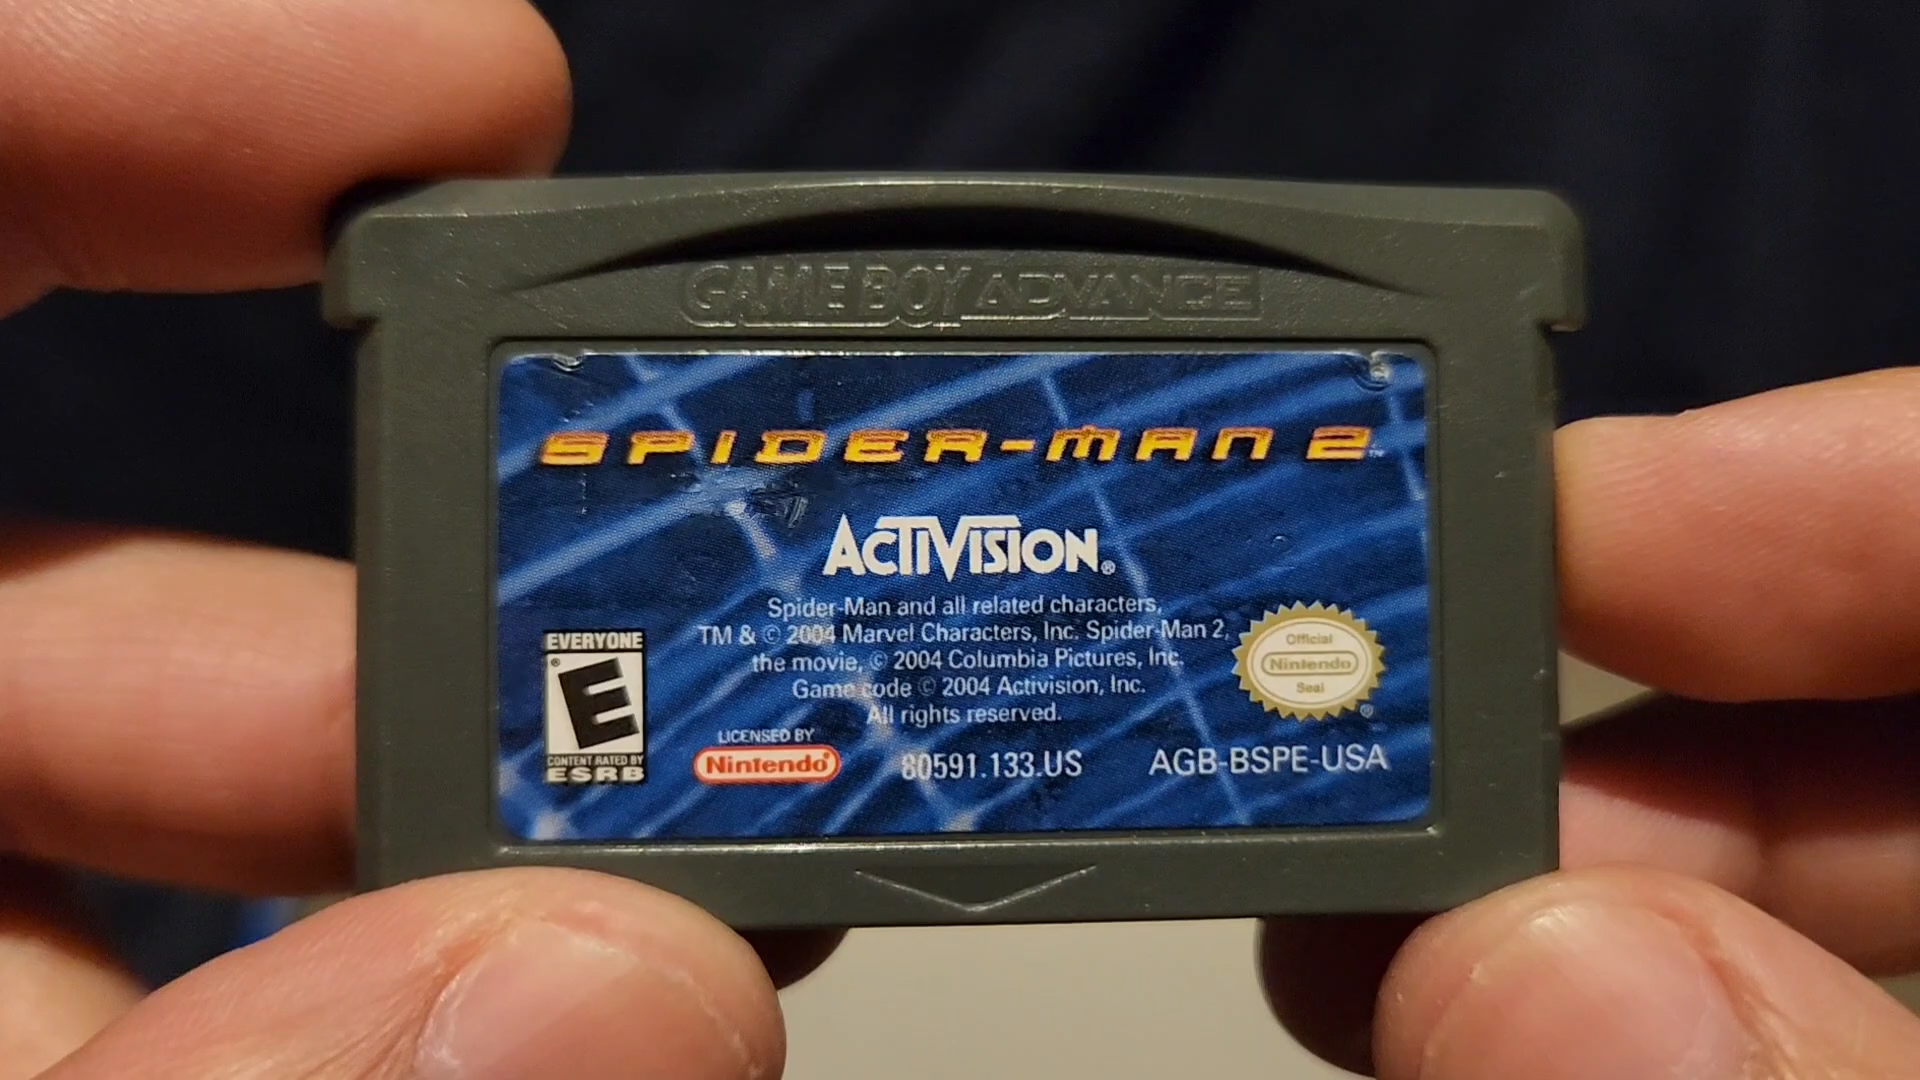 GAME BOY ADVANCE
SPIDER-MAN 2™
ACTIVISION®
Spider-Man and all related characters,
TM & © 2004 Marvel Characters, Inc. Spider-Man 2,
the movie, © 2004 Columbia Pictures, Inc.
Game code © 2004 Activision, Inc.
All rights reserved.
EVERYONE
E®
CONTENT RATED BY
ESRB
LICENSED BY
Nintendo®
80591.133.US
AGB-BSPE-USA
Official
Nintendo
Seal
®